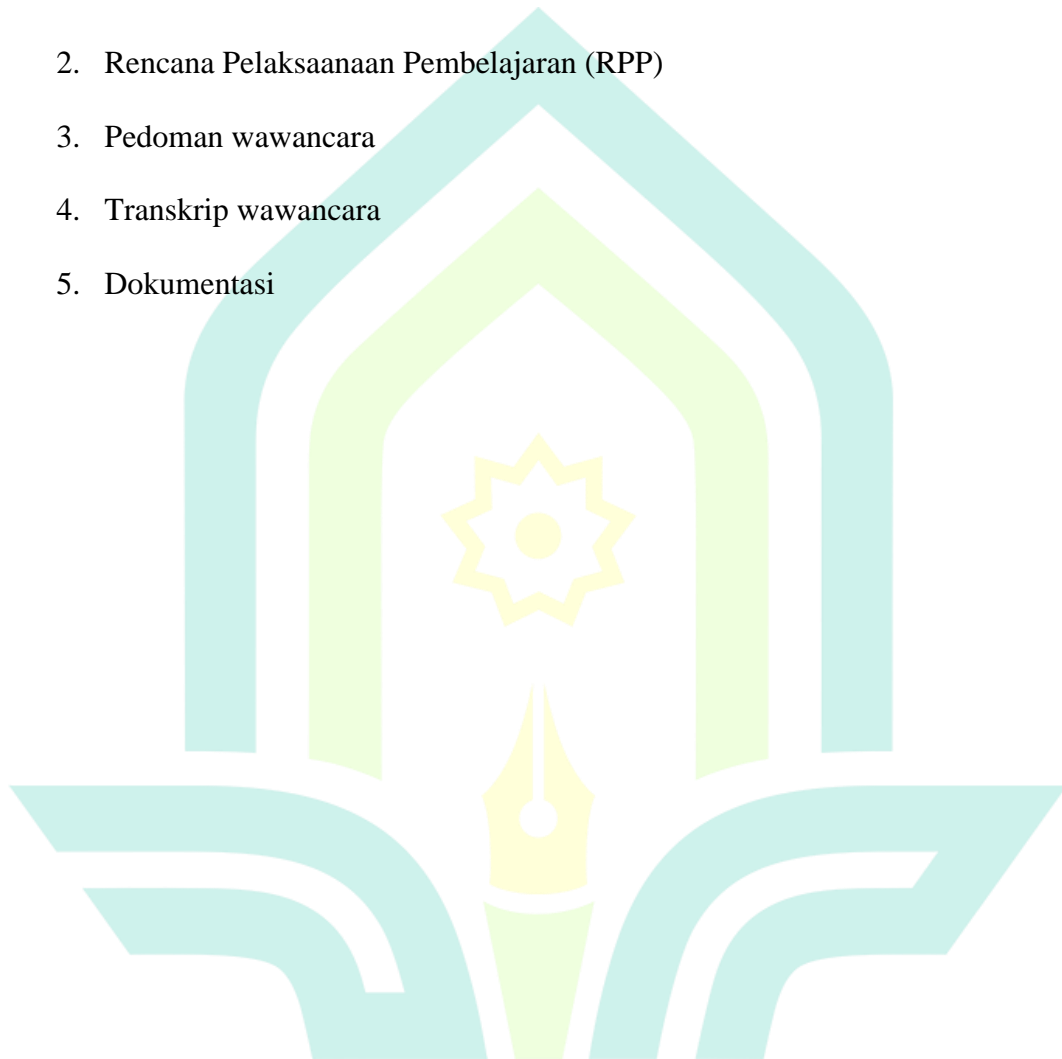 2. Rencana Pelaksaanaan Pembelajaran (RPP)
3. Pedoman wawancara
4. Transkrip wawancara
5. Dokumentasi